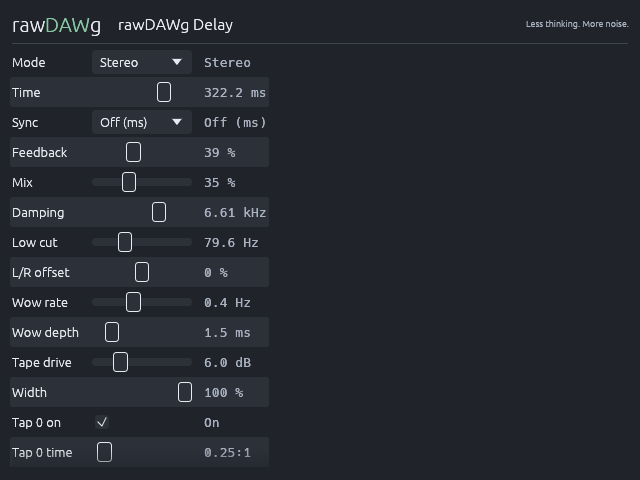 rawDAWg rawDAWg Delay Less thinking. More noise.
Mode Stereo Stereo
Time 322.2 ms
Sync Off (ms) Off (ms)
Feedback 39 %
Mix 35 %
Damping 6.61 kHz
Low cut 79.6 Hz
L/R offset 0 %
Wow rate 0.4 Hz
Wow depth 1.5 ms
Tape drive 6.0 dB
Width 100 %
Tap 0 on On
Tap 0 time 0.25:1